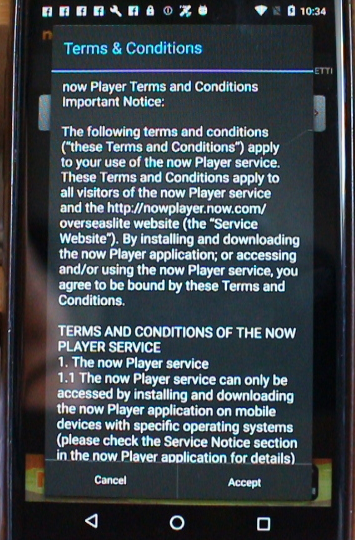 10:34
Terms & Conditions
ETTI
now Player Terms and Conditions
Important Notice:
The following terms and conditions
("these Terms and Conditions") apply
to your use of the now Player service.
These Terms and Conditions apply to
all visitors of the now Player service
and the http://nowplayer.now.com/
overseaslite website (the "Service
Website"). By installing and downloading
the now Player application; or accessing
and/or using the now Player service, you
agree to be bound by these Terms and
Conditions.
TERMS AND CONDITIONS OF THE NOW
PLAYER SERVICE
1. The now Player service
1.1 The now Player service can only be
accessed by installing and downloading
the now Player application on mobile
devices with specific operating systems
(please check the Service Notice section
in the now Player application for details)
Cancel
Accept